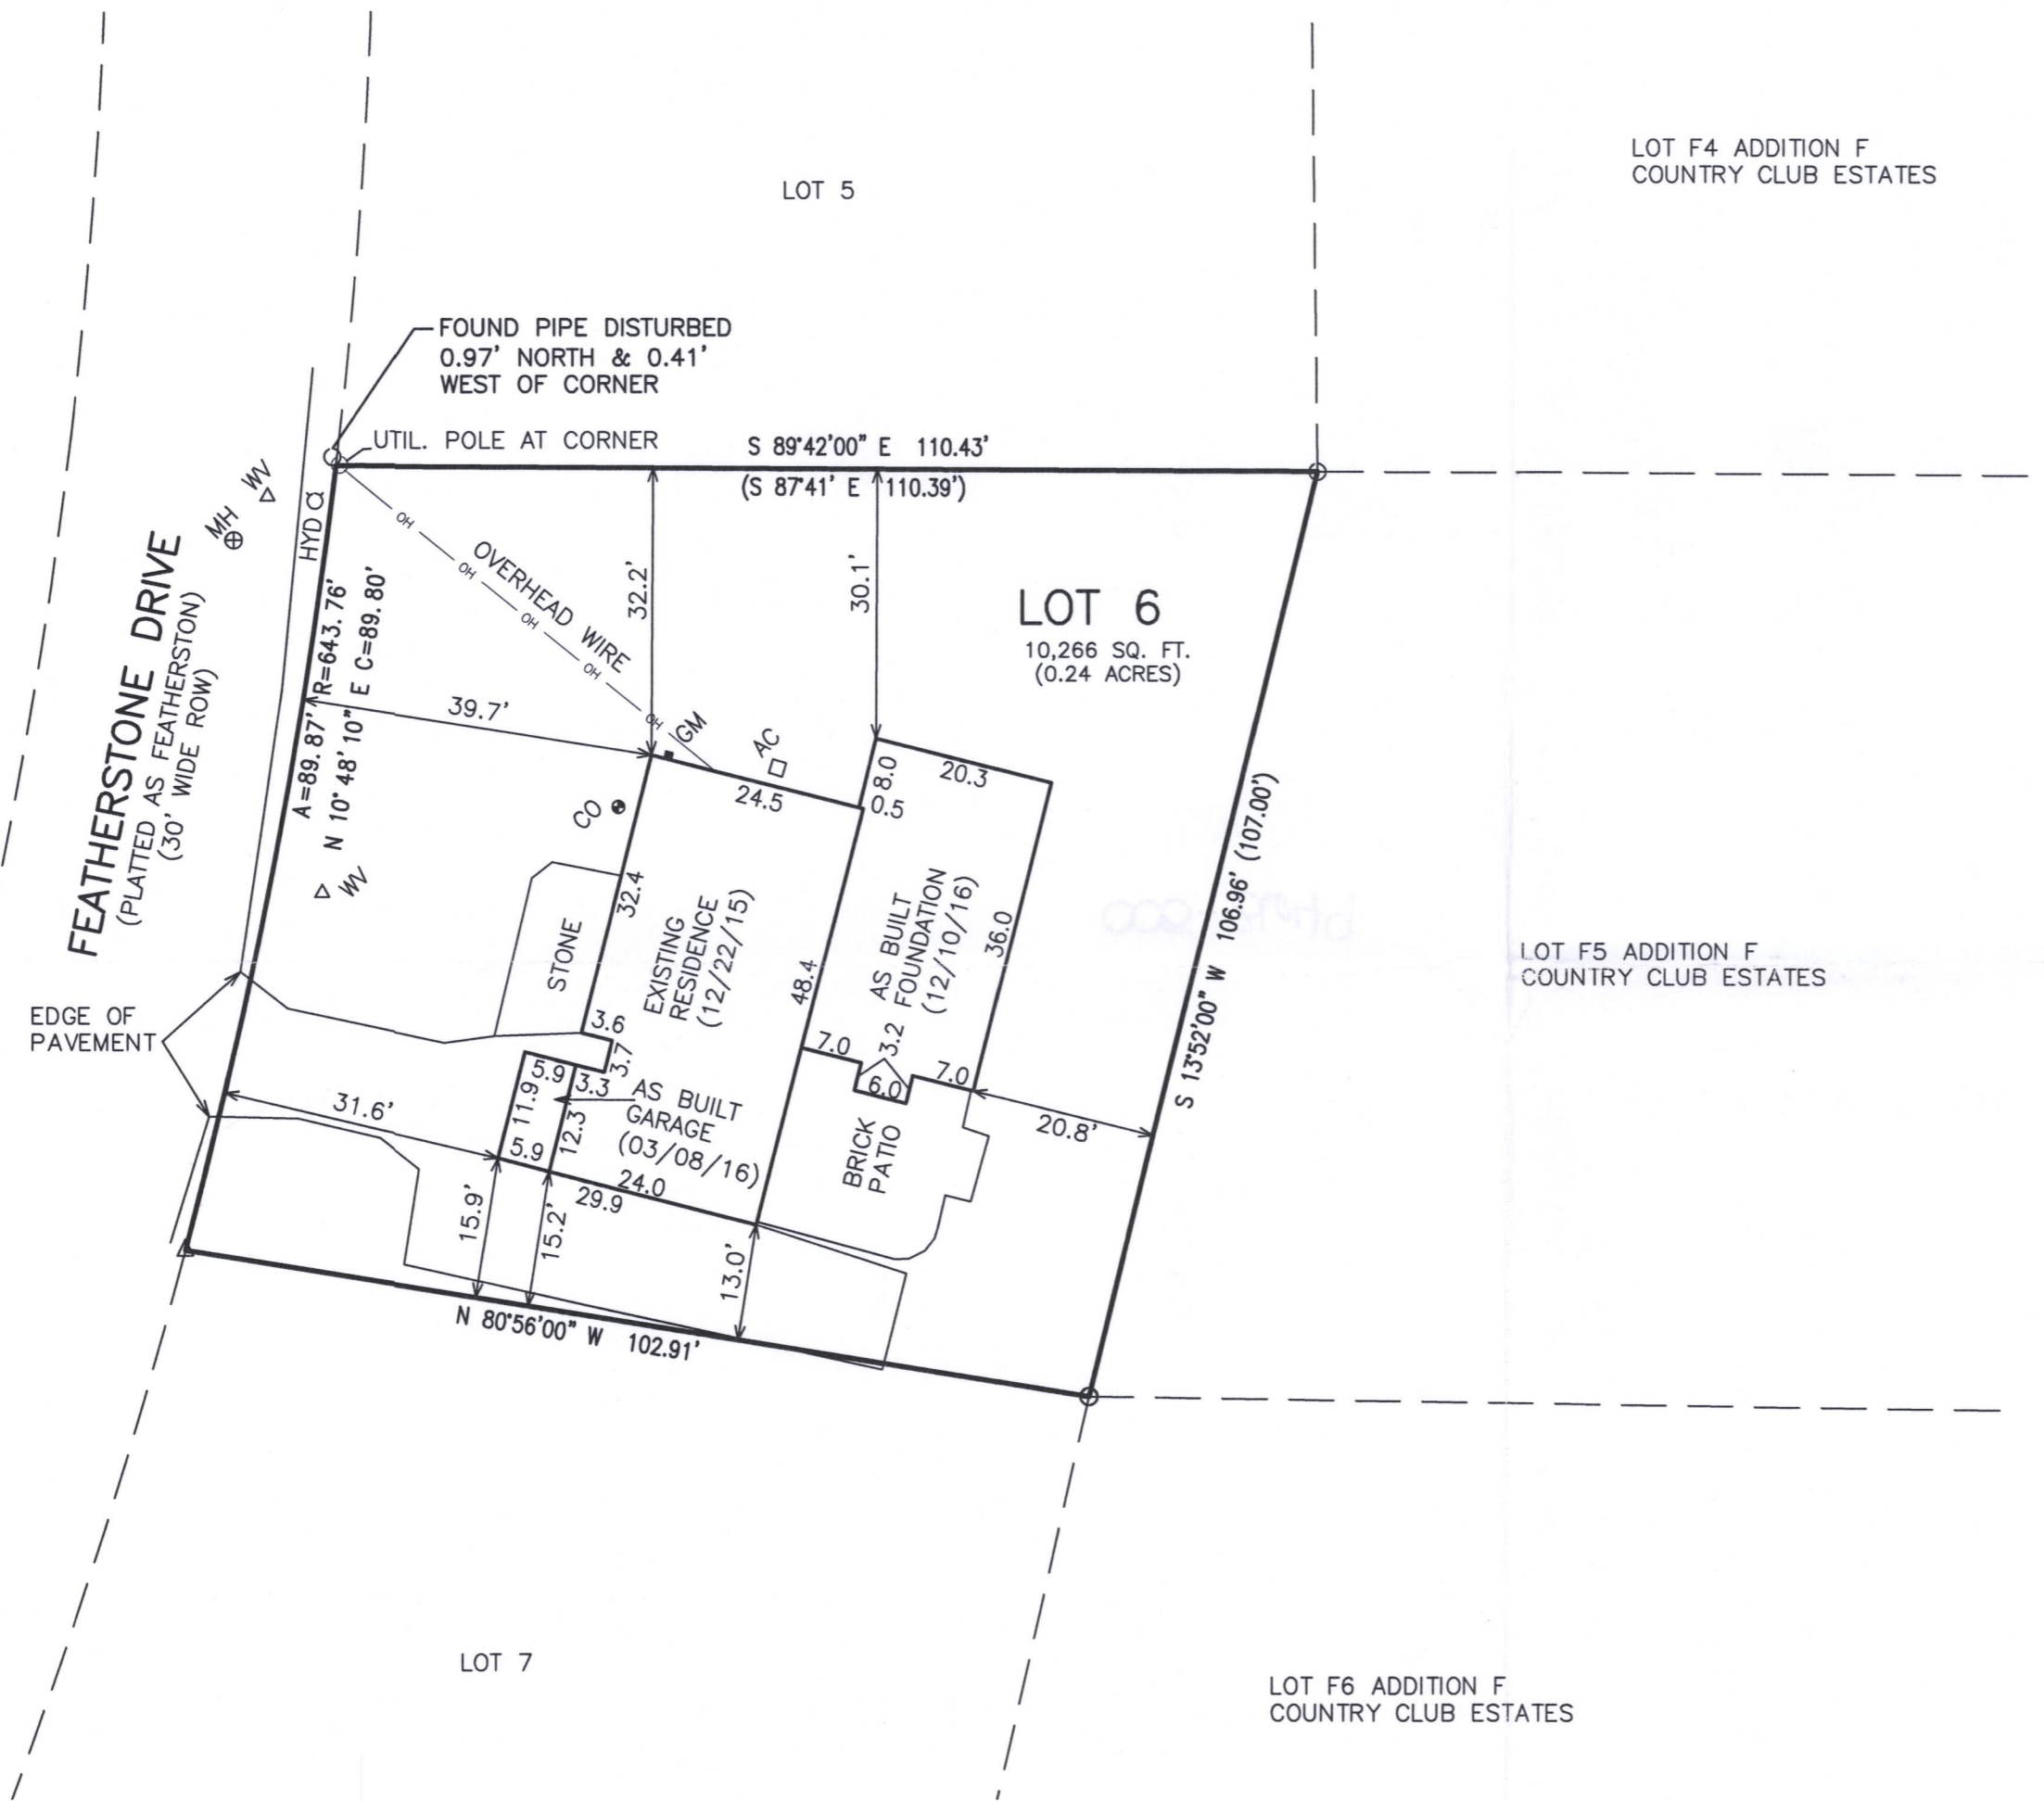 LOT F4 ADDITION F
COUNTRY CLUB ESTATES
LOT 5
FOUND PIPE DISTURBED
0.97' NORTH & 0.41'
WEST OF CORNER
UTIL. POLE AT CORNER
S 89°42'00" E 110.43'
(S 87°41' E 110.39')
WV
MH
HYD
OH
OH
OH
OH
OH
OVERHEAD WIRE
32.2'
30.1'
LOT 6
10,266 SQ. FT.
(0.24 ACRES)
FEATHERSTONE DRIVE
(PLATTED AS FEATHERSTON)
(30' WIDE ROW)
A=89.87' R=643.76'
N 10°48'10" E C=89.80'
39.7'
GM
AC
24.5
8.0
0.5
20.3
CO
WV
STONE
32.4
EXISTING
RESIDENCE
(12/22/15)
48.4
AS BUILT
FOUNDATION
(12/10/16)
36.0
S 13°52'00" W 106.96' (107.00')
LOT F5 ADDITION F
COUNTRY CLUB ESTATES
EDGE OF
PAVEMENT
3.6
3.7
7.0
3.2
7.0
6.0
5.9
3.3
11.9
12.3
5.9
AS BUILT
GARAGE
(03/08/16)
31.6'
24.0
29.9
BRICK
PATIO
20.8'
15.9'
15.2'
13.0'
N 80°56'00" W 102.91'
LOT 7
LOT F6 ADDITION F
COUNTRY CLUB ESTATES